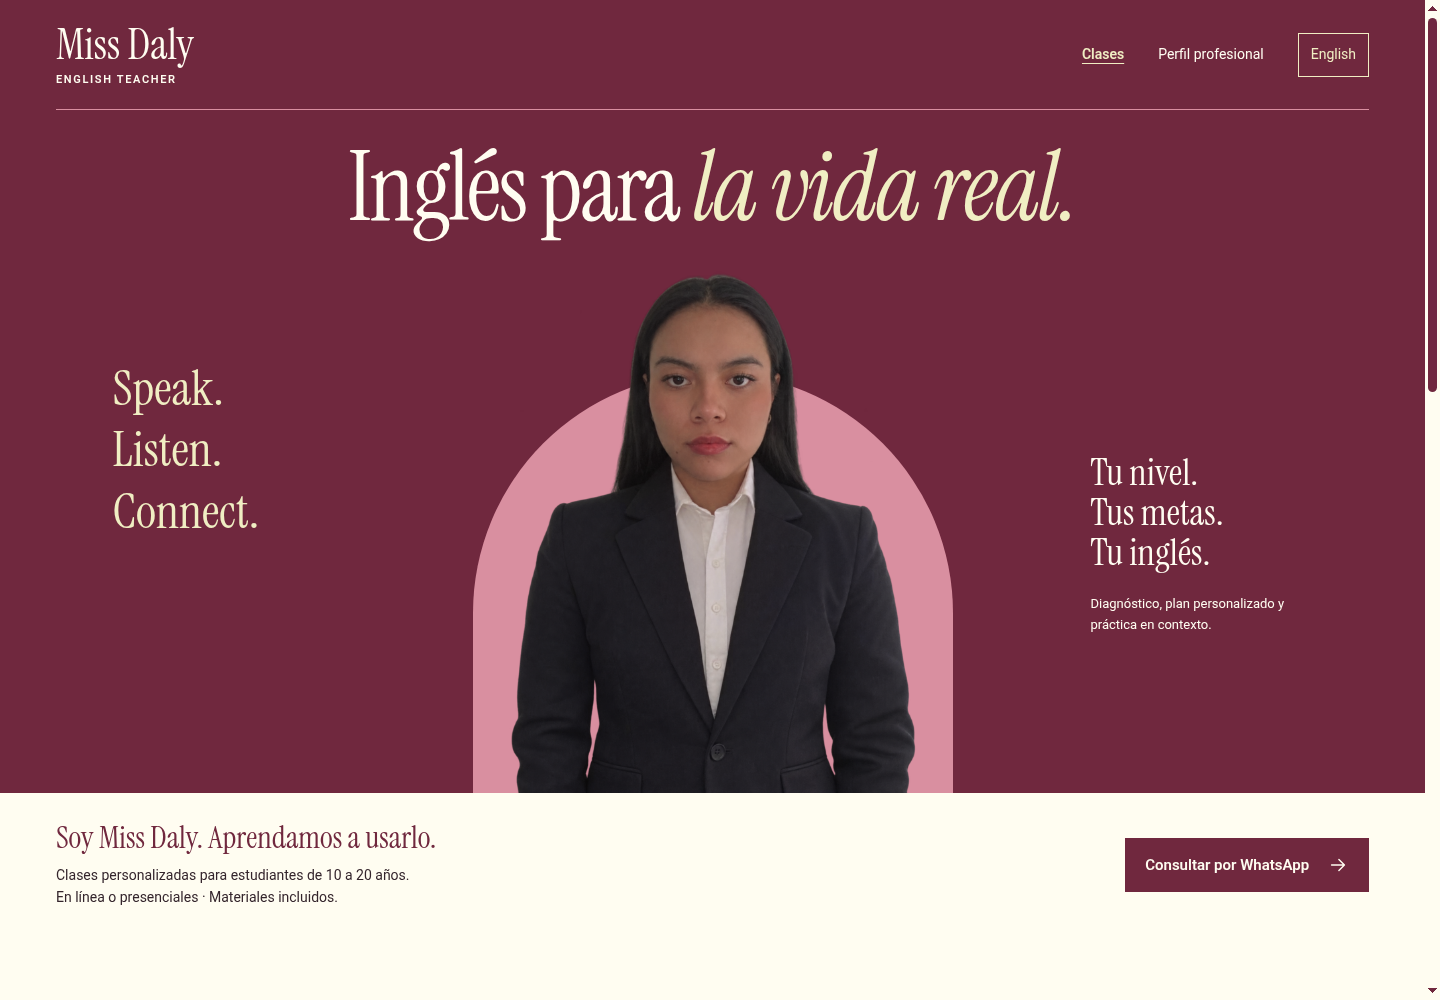 Miss Daly
ENGLISH TEACHER
Clases
Perfil profesional
English
Inglés para la vida real.
Speak.
Listen.
Connect.
Tu nivel.
Tus metas.
Tu inglés.
Diagnóstico, plan personalizado y
práctica en contexto.
Soy Miss Daly. Aprendamos a usarlo.
Clases personalizadas para estudiantes de 10 a 20 años.
En línea o presenciales · Materiales incluidos.
Consultar por WhatsApp